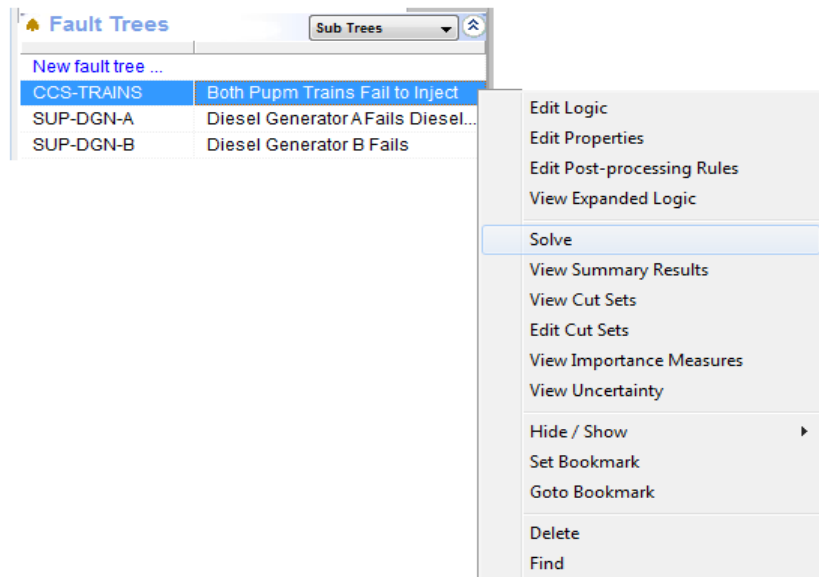 Fault Trees Sub Trees
New fault tree ...
CCS-TRAINS Both Pupm Trains Fail to Inject
SUP-DGN-A Diesel Generator A Fails Diesel...
SUP-DGN-B Diesel Generator B Fails
Edit Logic
Edit Properties
Edit Post-processing Rules
View Expanded Logic
Solve
View Summary Results
View Cut Sets
Edit Cut Sets
View Importance Measures
View Uncertainty
Hide / Show
Set Bookmark
Goto Bookmark
Delete
Find